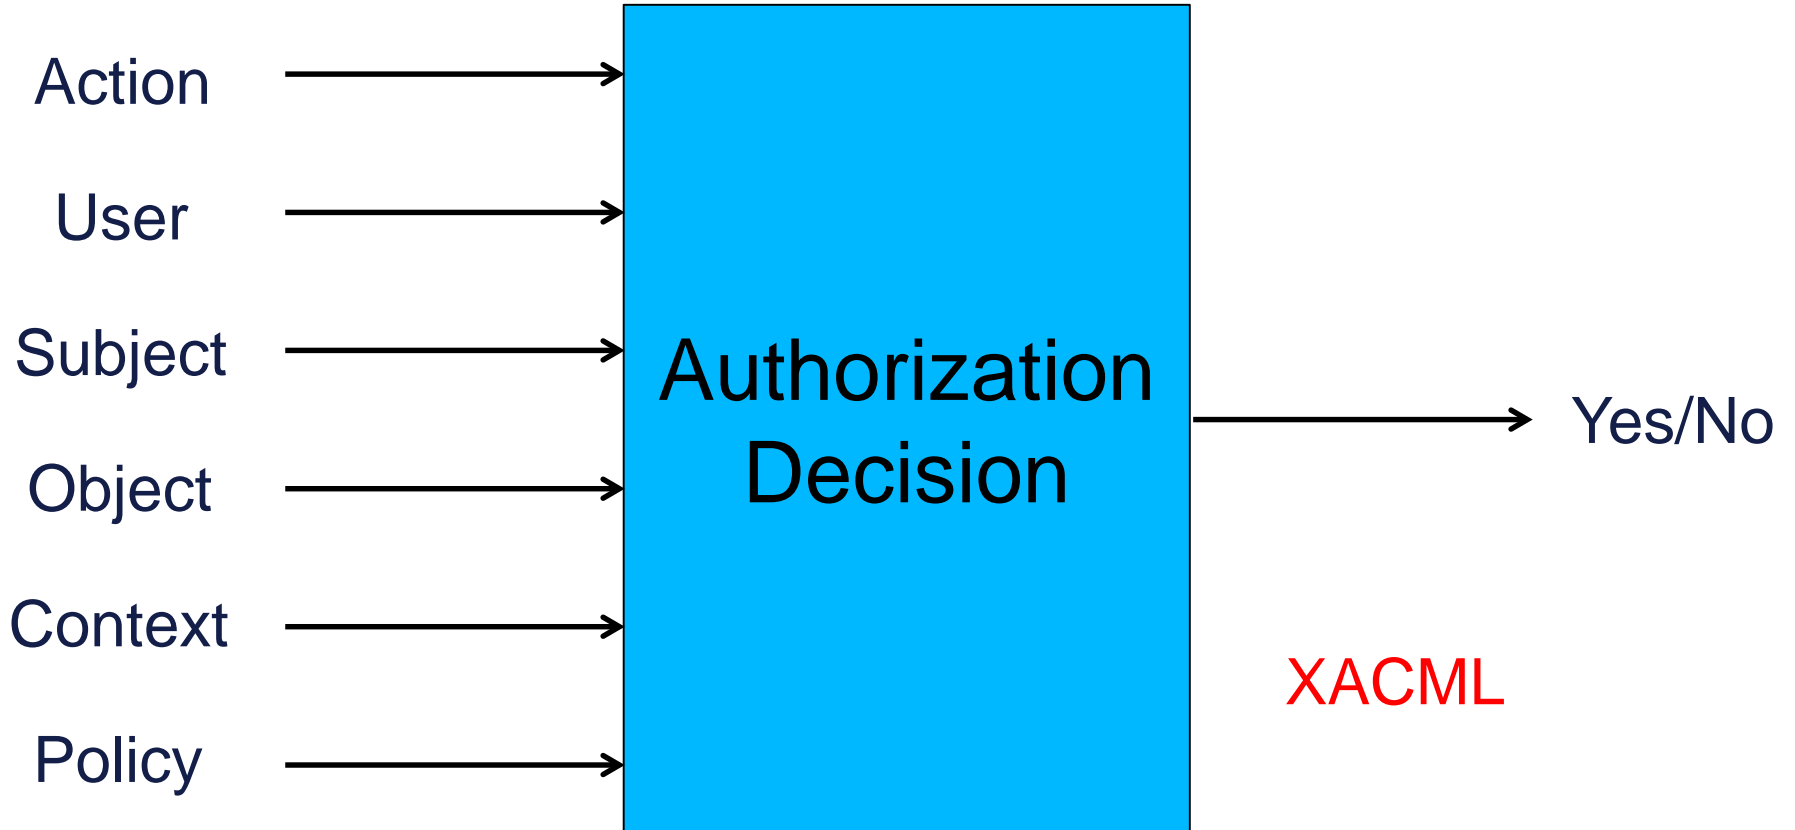 Action
User
Subject
Object
Context
Policy
Authorization
Decision
Yes/No
XACML